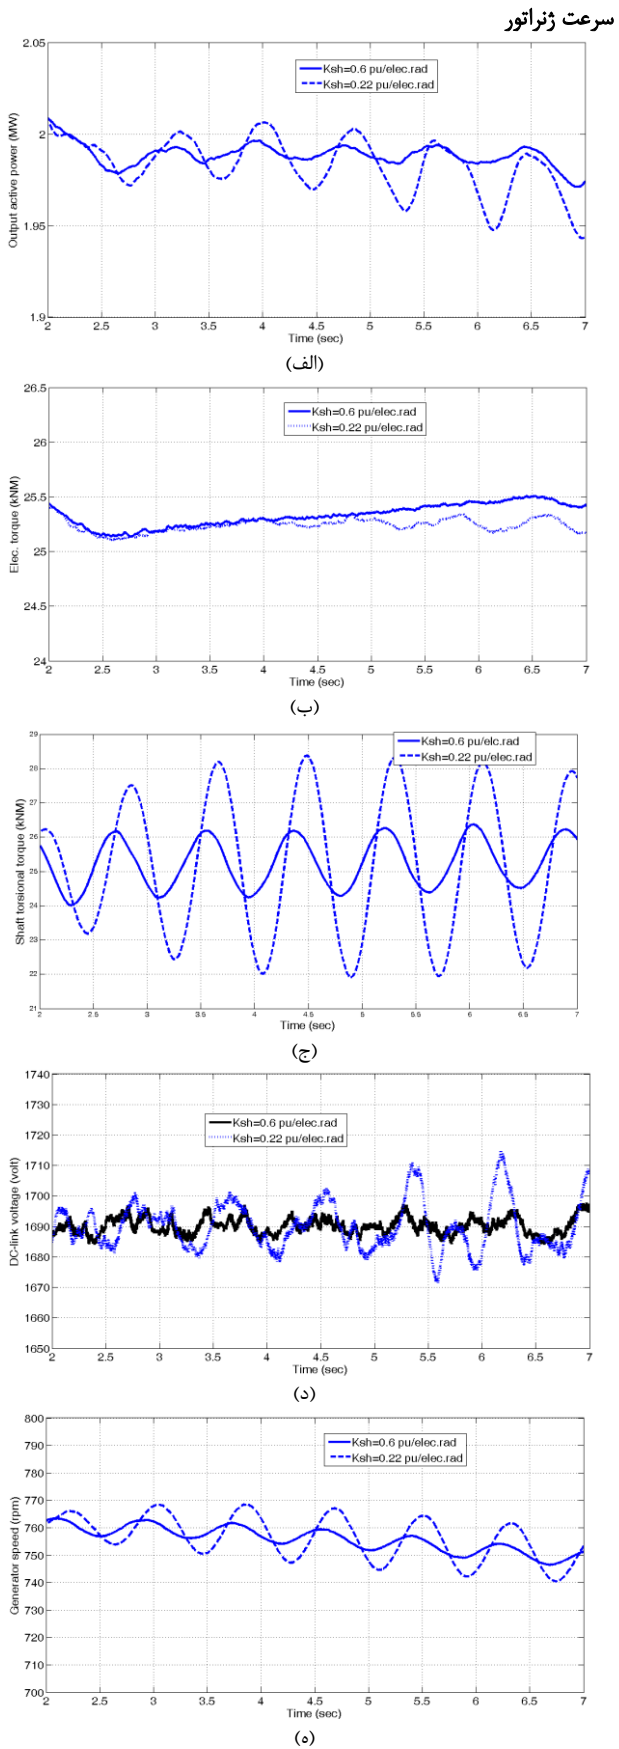 سرعت ژنراتور
2.05
2
1.95
1.9
Output active power (MW)
Ksh=0.6 pu/elec.rad
Ksh=0.22 pu/elec.rad
2 2.5 3 3.5 4 4.5 5 5.5 6 6.5 7
Time (sec)
(الف)
26.5
26
25.5
25
24.5
24
Elec. torque (kNM)
Ksh=0.6 pu/elec.rad
Ksh=0.22 pu/elec.rad
2 2.5 3 3.5 4 4.5 5 5.5 6 6.5 7
Time (sec)
(ب)
29
28
27
26
25
24
23
22
21
Shaft torsional torque (kNM)
Ksh=0.6 pu/elc.rad
Ksh=0.22 pu/elec.rad
2 2.5 3 3.5 4 4.5 5 5.5 6 6.5 7
Time (sec)
(ج)
1740
1730
1720
1710
1700
1690
1680
1670
1660
1650
DC-link voltage (volt)
Ksh=0.6 pu/elec.rad
Ksh=0.22 pu/elec.rad
2 2.5 3 3.5 4 4.5 5 5.5 6 6.5 7
Time (sec)
(د)
800
790
780
770
760
750
740
730
720
710
700
Generator speed (rpm)
Ksh=0.6 pu/elec.rad
Ksh=0.22 pu/elec.rad
2 2.5 3 3.5 4 4.5 5 5.5 6 6.5 7
Time (sec)
(ه)